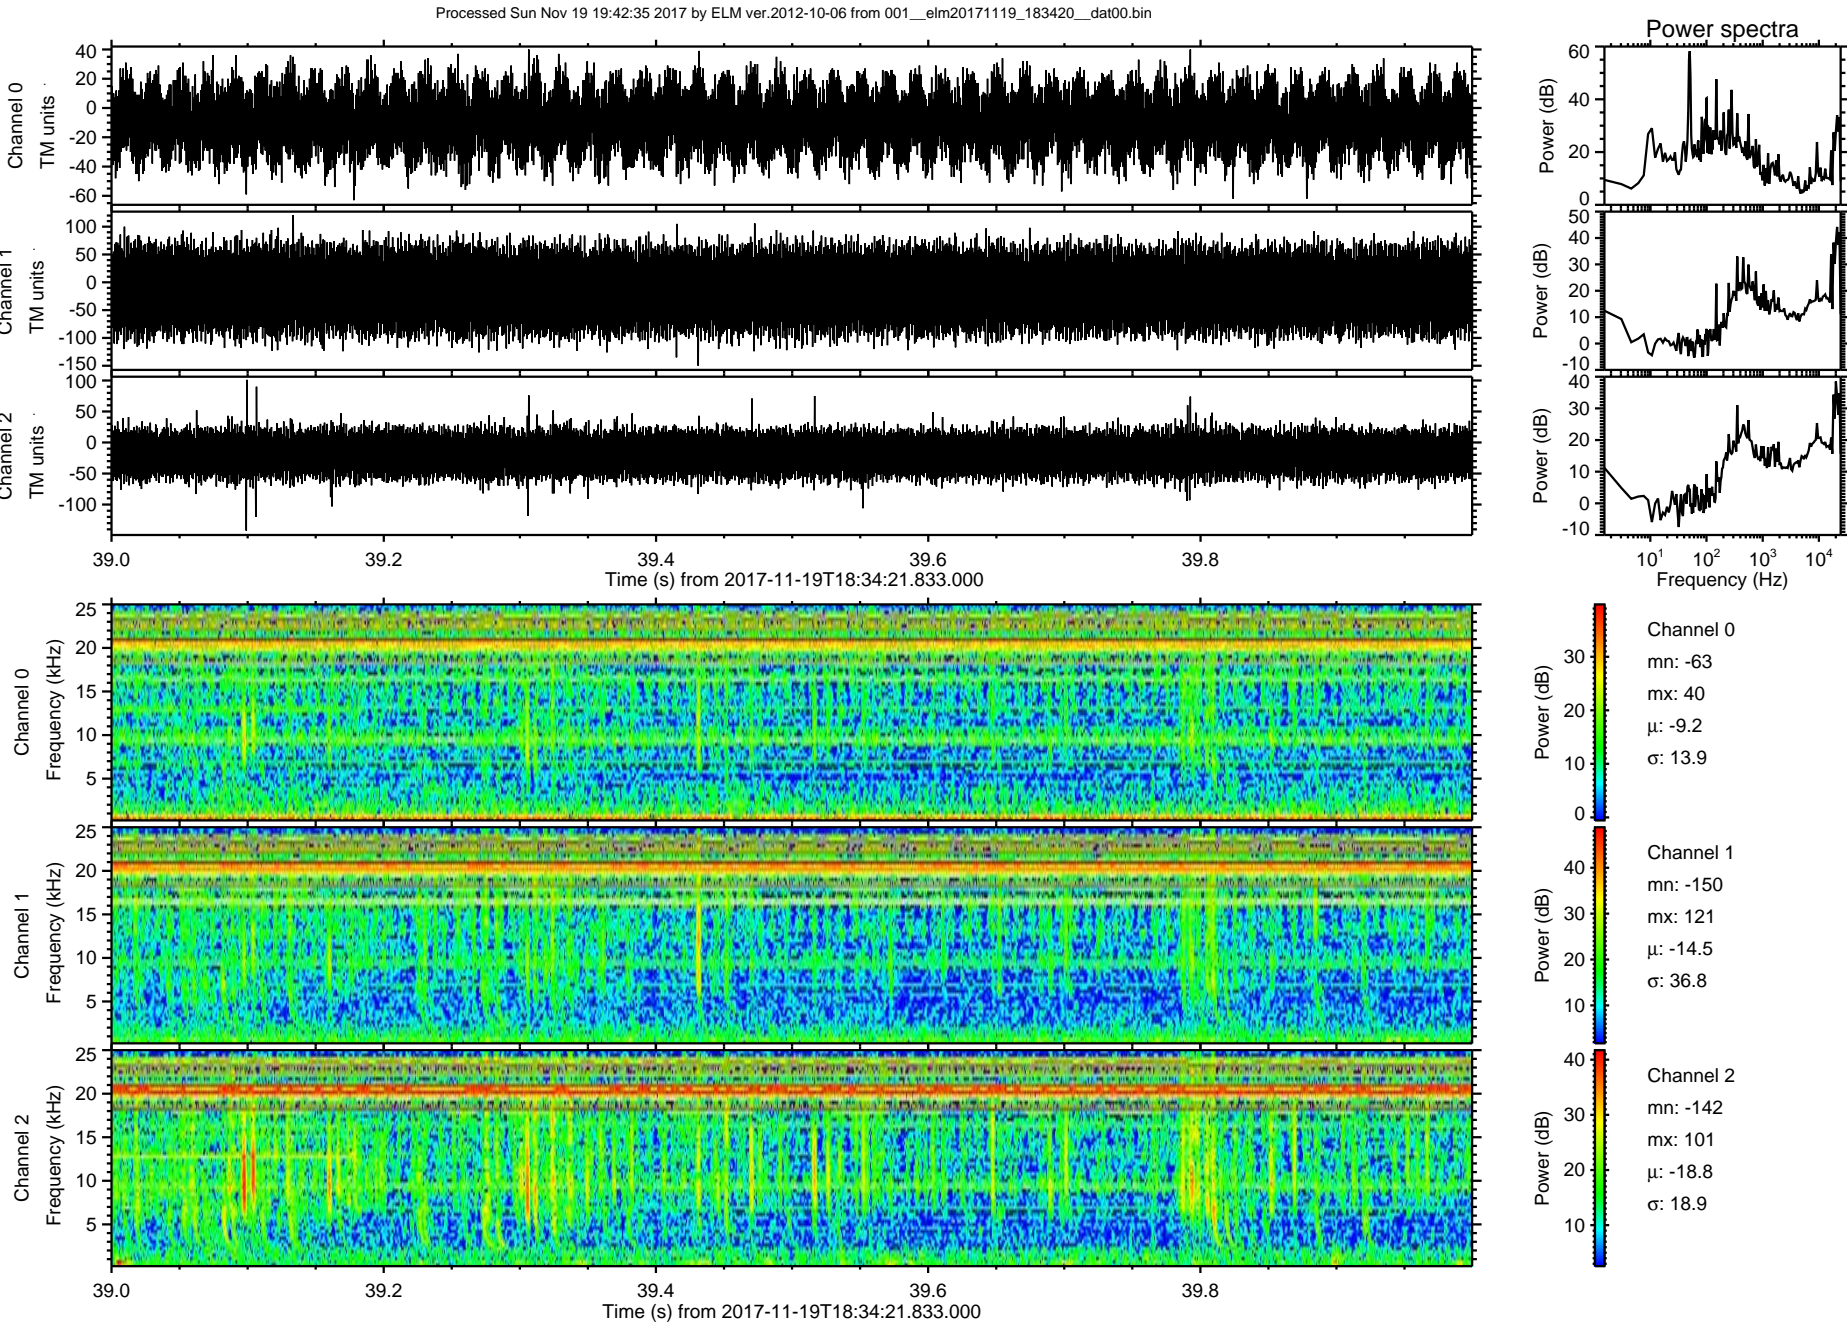 Processed Sun Nov 19 19:42:35 2017 by ELM ver.2012-10-06 from 001__elm20171119_183420__dat00.bin
Power spectra
Channel 0
TM units
40
20
0
-20
-40
-60
Power (dB)
60
40
20
0
Channel 1
TM units
100
50
0
-50
-100
-150
Power (dB)
50
40
30
20
10
0
-10
Channel 2
TM units
100
50
0
-50
-100
Power (dB)
40
30
20
10
0
-10
39.0 39.2 39.4 39.6 39.8
Time (s) from 2017-11-19T18:34:21.833.000
10^1 10^2 10^3 10^4
Frequency (Hz)
Channel 0
Frequency (kHz)
25
20
15
10
5
Power (dB)
30
20
10
0
Channel 0
mn: -63
mx: 40
μ: -9.2
σ: 13.9
Channel 1
Frequency (kHz)
25
20
15
10
5
Power (dB)
40
30
20
10
Channel 1
mn: -150
mx: 121
μ: -14.5
σ: 36.8
Channel 2
Frequency (kHz)
25
20
15
10
5
Power (dB)
40
30
20
10
Channel 2
mn: -142
mx: 101
μ: -18.8
σ: 18.9
39.0 39.2 39.4 39.6 39.8
Time (s) from 2017-11-19T18:34:21.833.000